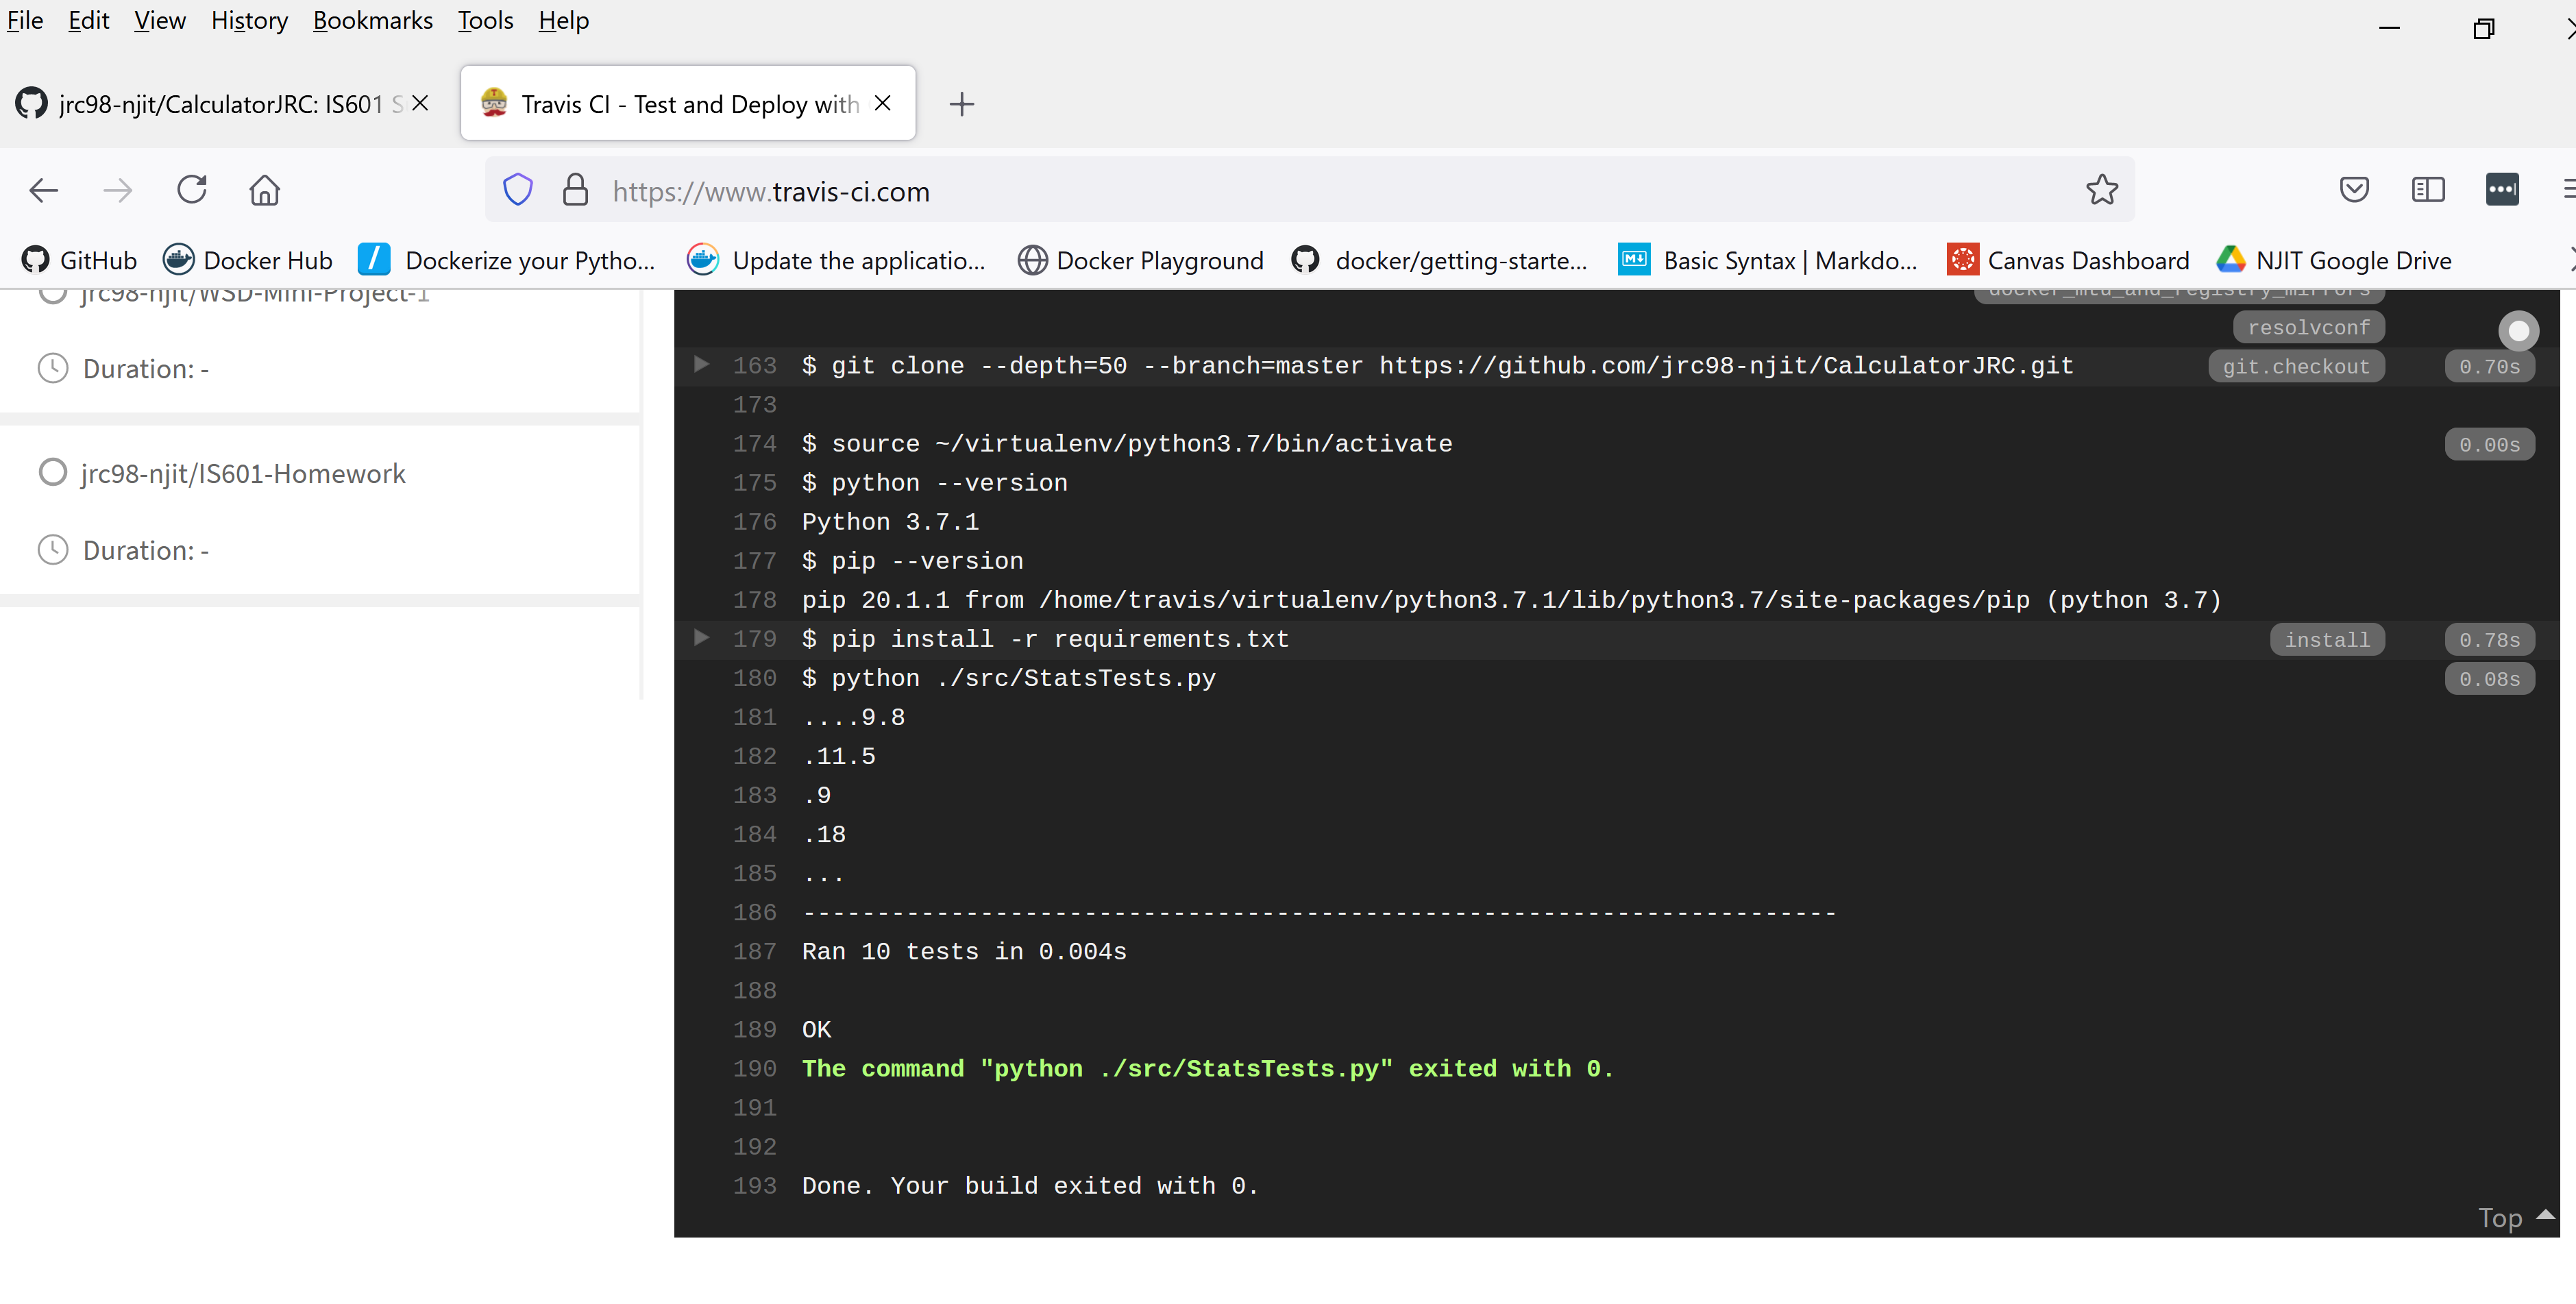 File Edit View History Bookmarks Tools Help
jrc98-njit/CalculatorJRC: IS601 S
Travis CI - Test and Deploy with
https://www.travis-ci.com
GitHub Docker Hub Dockerize your Pytho... Update the applicatio... Docker Playground docker/getting-starte... Basic Syntax | Markdo... Canvas Dashboard NJIT Google Drive
jrc98-njit/WSD-Mini-Project-1
Duration: -
jrc98-njit/IS601-Homework
Duration: -
docker_mtu_and_registry_mirrors
resolvconf
163 $ git clone --depth=50 --branch=master https://github.com/jrc98-njit/CalculatorJRC.git git.checkout 0.70s
173
174 $ source ~/virtualenv/python3.7/bin/activate 0.00s
175 $ python --version
176 Python 3.7.1
177 $ pip --version
178 pip 20.1.1 from /home/travis/virtualenv/python3.7.1/lib/python3.7/site-packages/pip (python 3.7)
179 $ pip install -r requirements.txt install 0.78s
180 $ python ./src/StatsTests.py 0.08s
181 ....9.8
182 .11.5
183 .9
184 .18
185 ...
186 ----------------------------------------------------------------------
187 Ran 10 tests in 0.004s
188
189 OK
190 The command "python ./src/StatsTests.py" exited with 0.
191
192
193 Done. Your build exited with 0.
Top